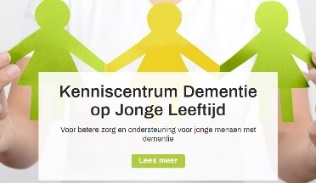 Kenniscentrum Dementie
op Jonge Leeftijd
Voor betere zorg en ondersteuning voor jonge mensen met
dementie
Lees meer